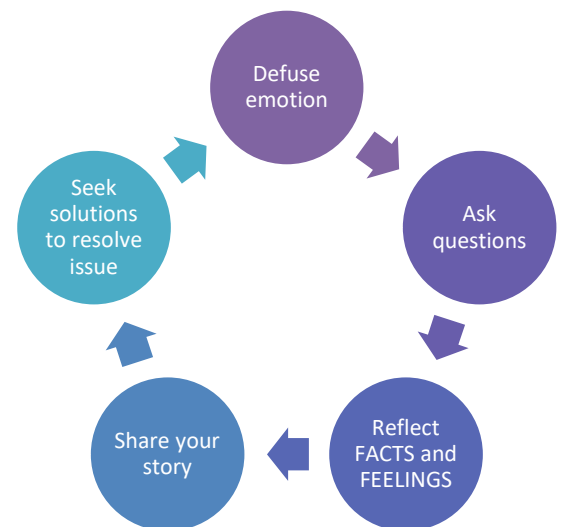 Defuse
emotion
Ask
questions
Reflect
FACTS and
FEELINGS
Share your
story
Seek
solutions
to resolve
issue